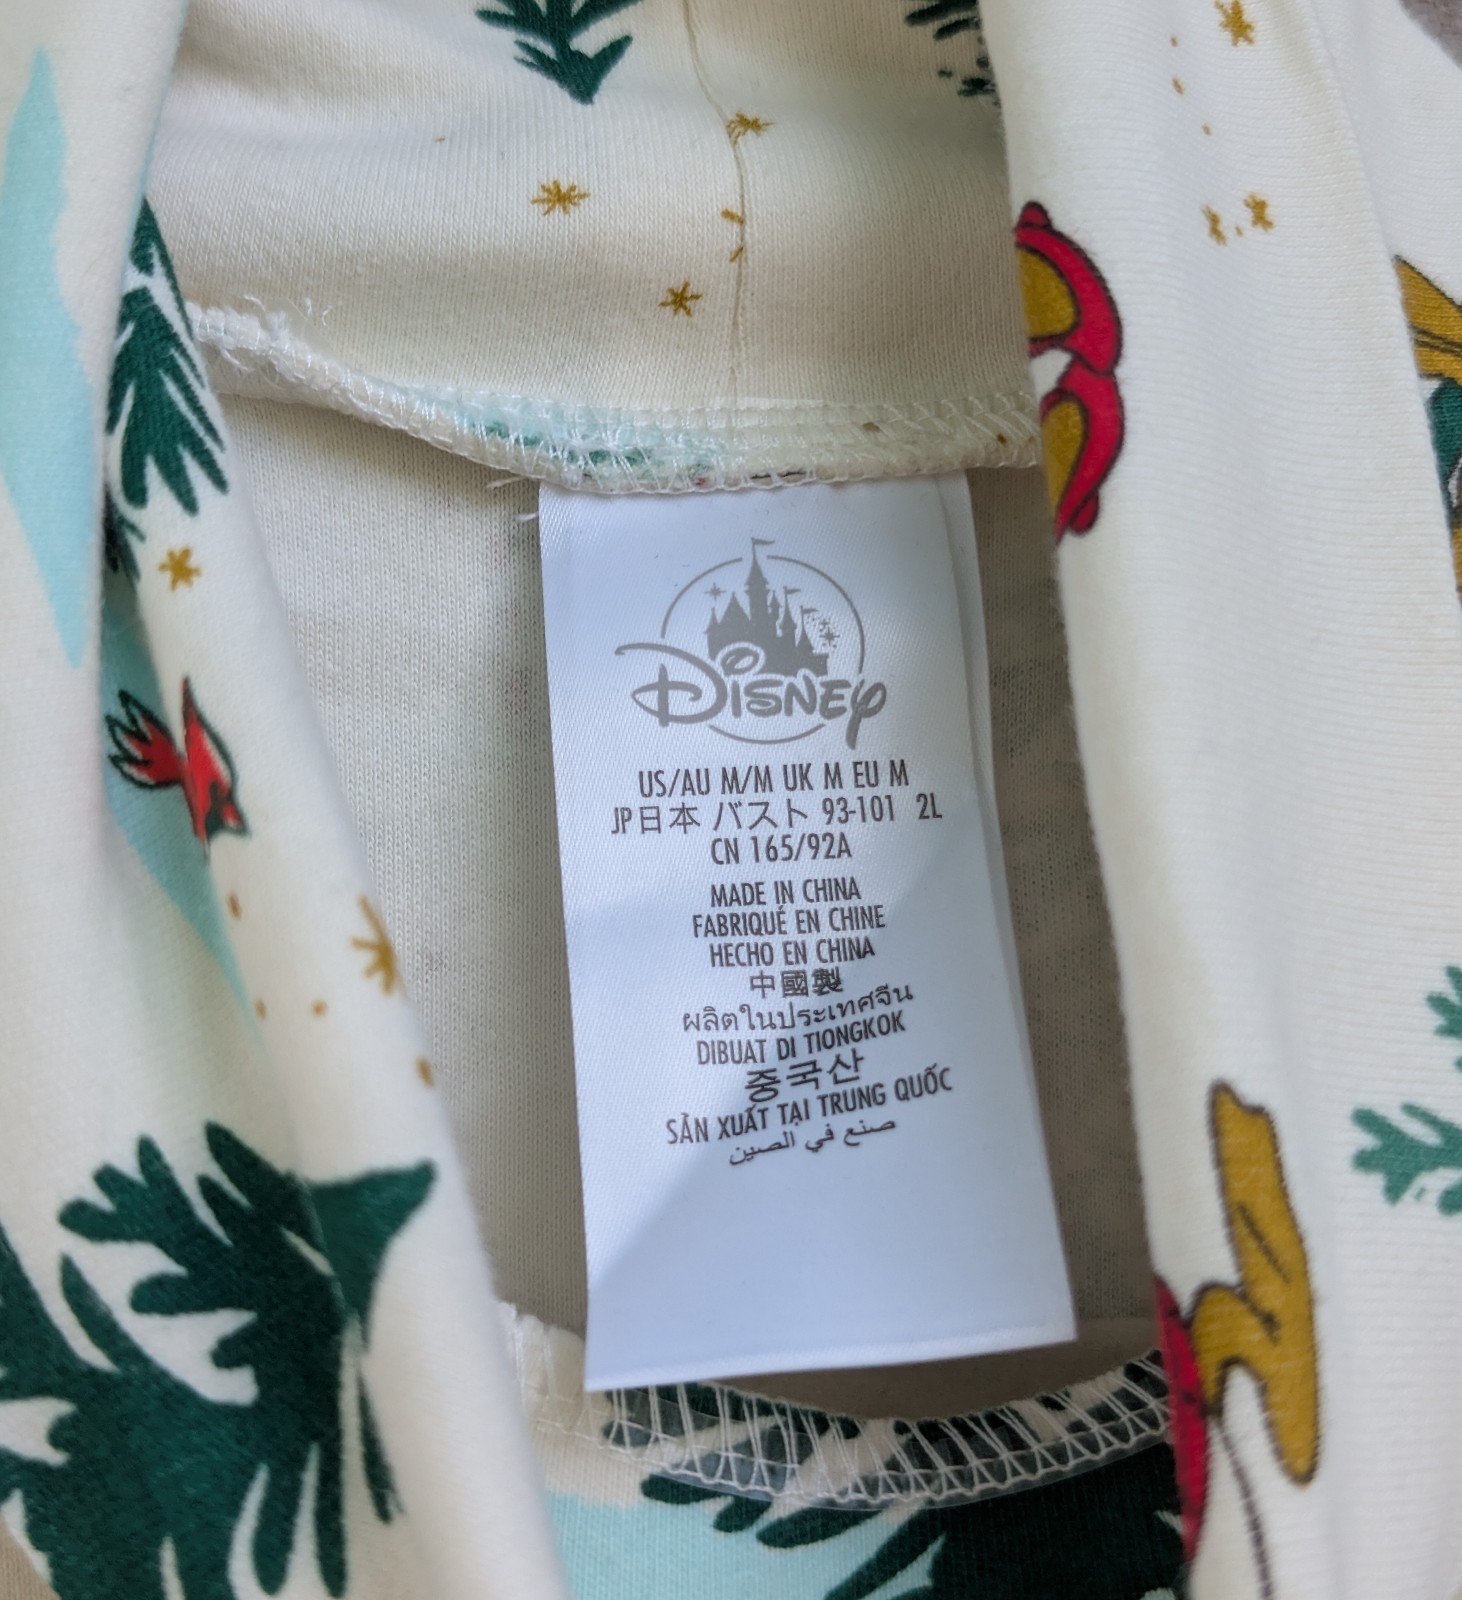 Disney
US/AU M/M UK M EU M
JP日本 バスト 93-101 2L
CN 165/92A
MADE IN CHINA
FABRIQUÉ EN CHINE
HECHO EN CHINA
中國製
ผลิตในประเทศจีน
DIBUAT DI TIONGKOK
중국산
SẢN XUẤT TẠI TRUNG QUỐC
صنع في الصين